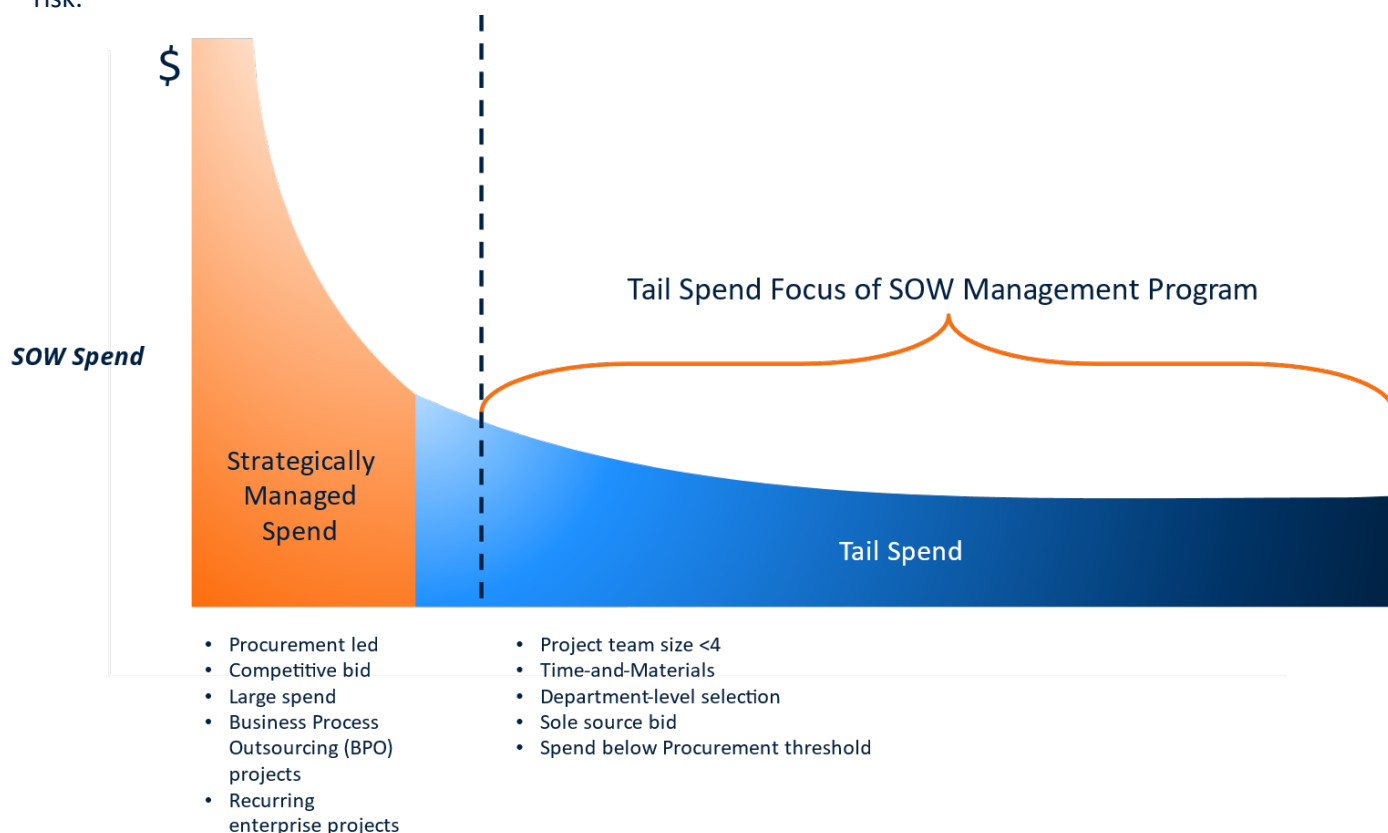 risk.
$
Tail Spend Focus of SOW Management Program
SOW Spend
Strategically
Managed
Spend
Tail Spend
• Procurement led
• Competitive bid
• Large spend
• Business Process
Outsourcing (BPO)
projects
• Recurring
enterprise projects
• Project team size <4
• Time-and-Materials
• Department-level selection
• Sole source bid
• Spend below Procurement threshold